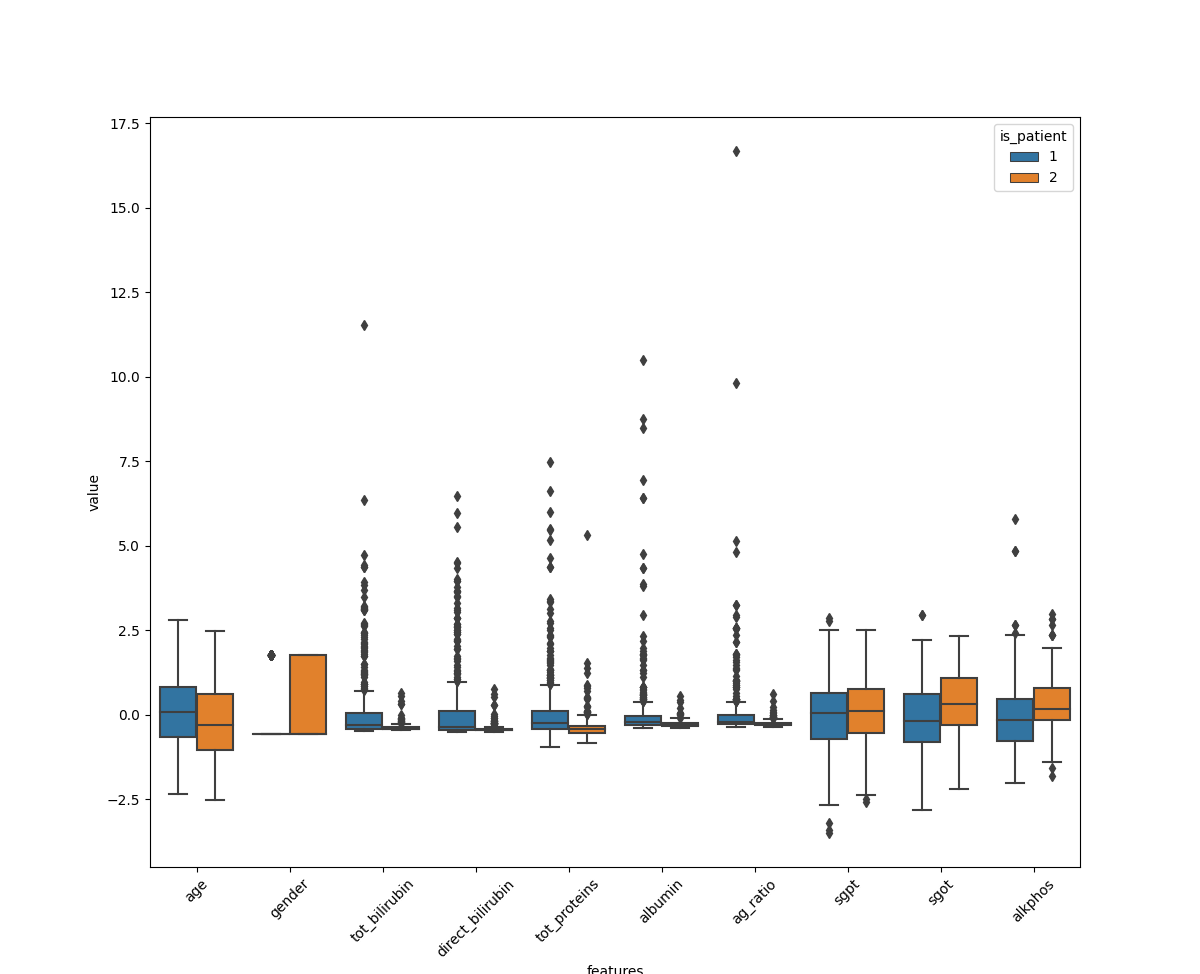 17.5
15.0
12.5
10.0
7.5
5.0
2.5
0.0
−2.5
value
is_patient
1
2
age
gender
tot_bilirubin
direct_bilirubin
tot_proteins
albumin
ag_ratio
sgpt
sgot
alkphos
features